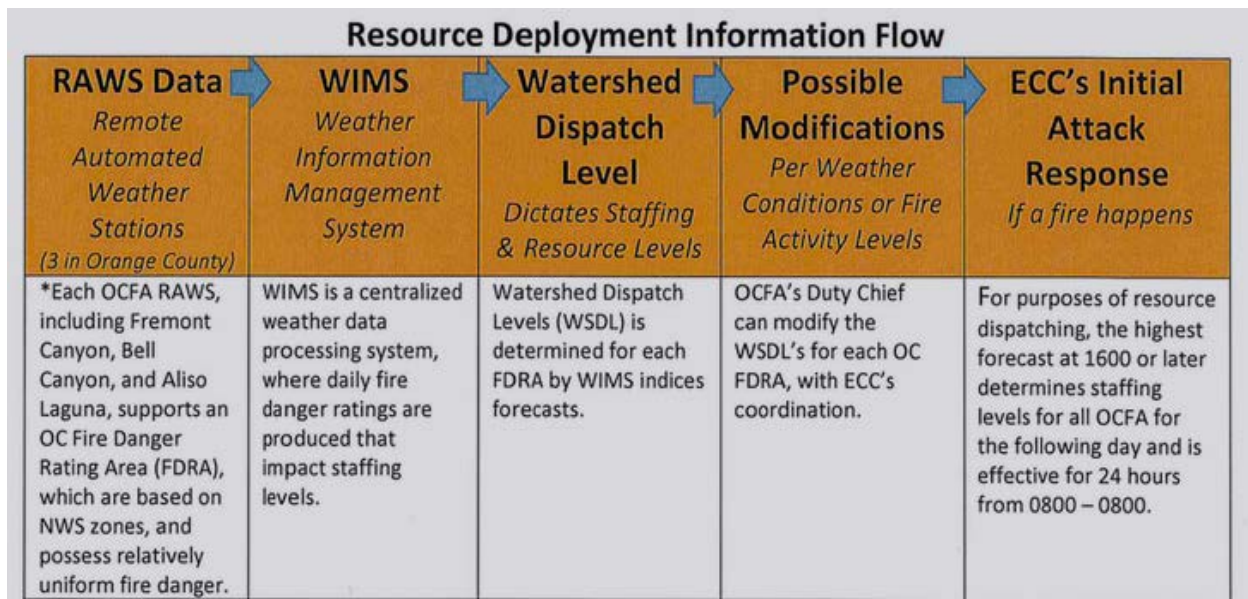 Resource Deployment Information Flow
RAWS Data
Remote
Automated
Weather
Stations
(3 in Orange County)
WIMS
Weather
Information
Management
System
Watershed
Dispatch
Level
Dictates Staffing
& Resource Levels
Possible
Modifications
Per Weather
Conditions or Fire
Activity Levels
ECC's Initial
Attack
Response
If a fire happens
*Each OCFA RAWS,
including Fremont
Canyon, Bell
Canyon, and Aliso
Laguna, supports an
OC Fire Danger
Rating Area (FDRA),
which are based on
NWS zones, and
possess relatively
uniform fire danger.
WIMS is a centralized
weather data
processing system,
where daily fire
danger ratings are
produced that
impact staffing
levels.
Watershed Dispatch
Levels (WSDL) is
determined for each
FDRA by WIMS indices
forecasts.
OCFA's Duty Chief
can modify the
WSDL's for each OC
FDRA, with ECC's
coordination.
For purposes of resource
dispatching, the highest
forecast at 1600 or later
determines staffing
levels for all OCFA for
the following day and is
effective for 24 hours
from 0800 – 0800.